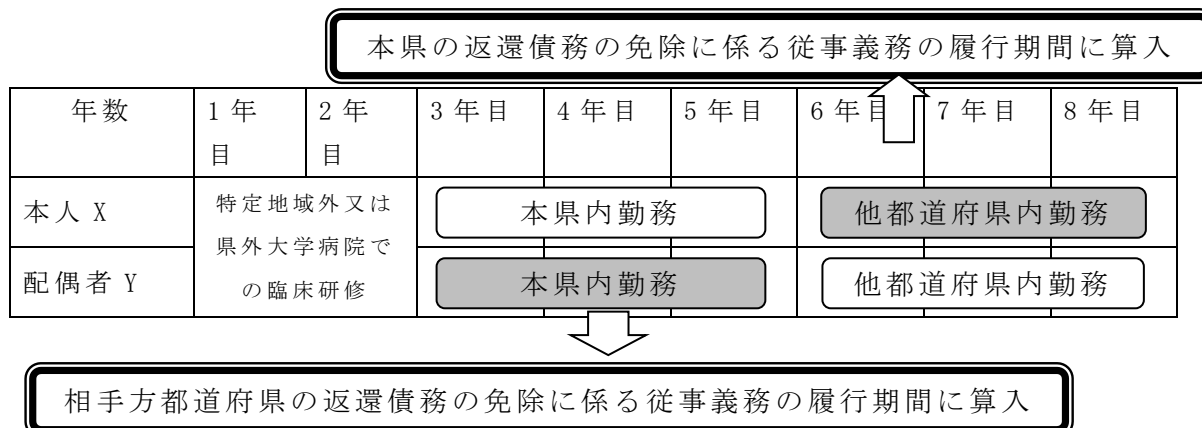 本県の返還債務の免除に係る従事義務の履行期間に算入
年数 1年目 2年目 3年目 4年目 5年目 6年目 7年目 8年目
本人X 特定地域外又は県外大学病院での臨床研修 本県内勤務 他都道府県内勤務
配偶者Y 本県内勤務 他都道府県内勤務
相手方都道府県の返還債務の免除に係る従事義務の履行期間に算入